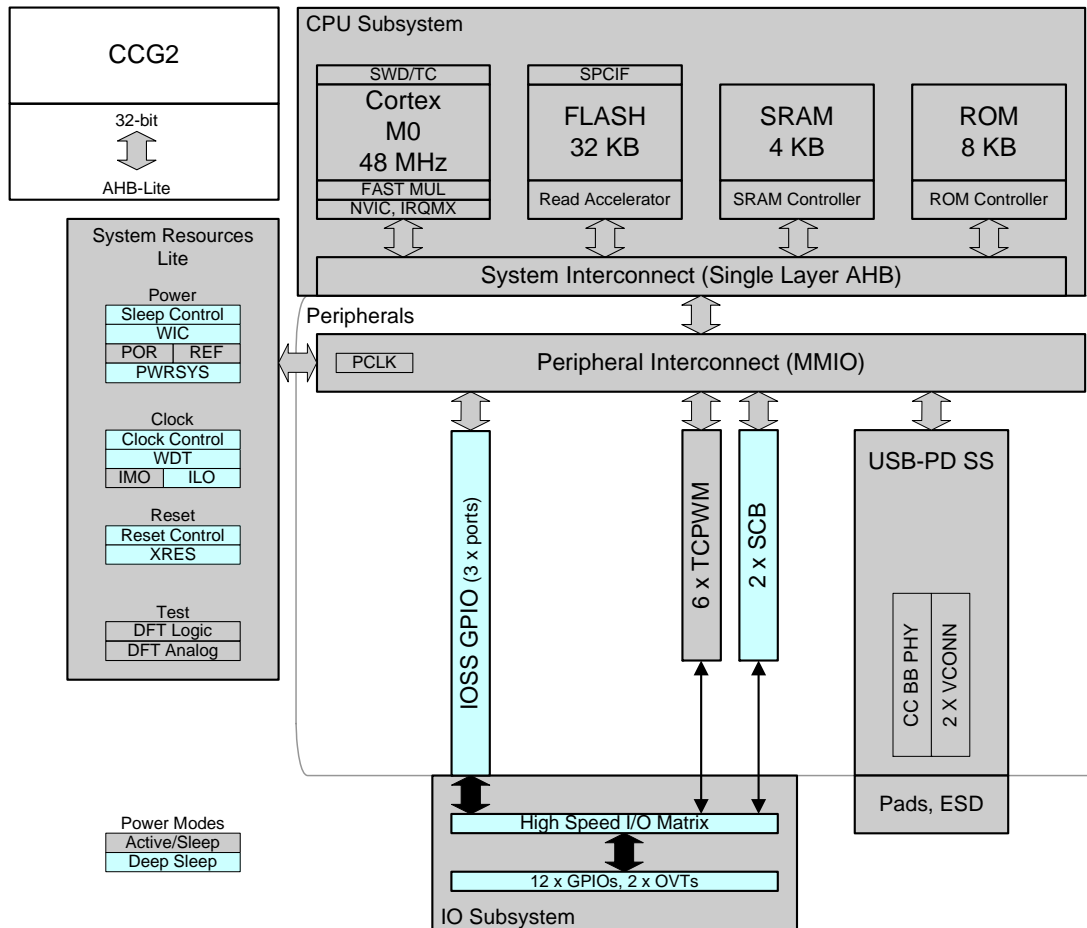 CCG2
32-bit
AHB-Lite
CPU Subsystem
SWD/TC
Cortex
M0
48 MHz
FAST MUL
NVIC, IRQMX
SPCIF
FLASH
32 KB
Read Accelerator
SRAM
4 KB
SRAM Controller
ROM
8 KB
ROM Controller
System Interconnect (Single Layer AHB)
System Resources
Lite
Power
Sleep Control
WIC
POR REF
PWRSYS
Clock
Clock Control
WDT
IMO ILO
Reset
Reset Control
XRES
Test
DFT Logic
DFT Analog
Peripherals
PCLK
Peripheral Interconnect (MMIO)
IOSS GPIO (3 x ports)
6 x TCPWM
2 x SCB
USB-PD SS
CC BB PHY
2 X VCONN
Pads, ESD
High Speed I/O Matrix
12 x GPIOs, 2 x OVTs
IO Subsystem
Power Modes
Active/Sleep
Deep Sleep